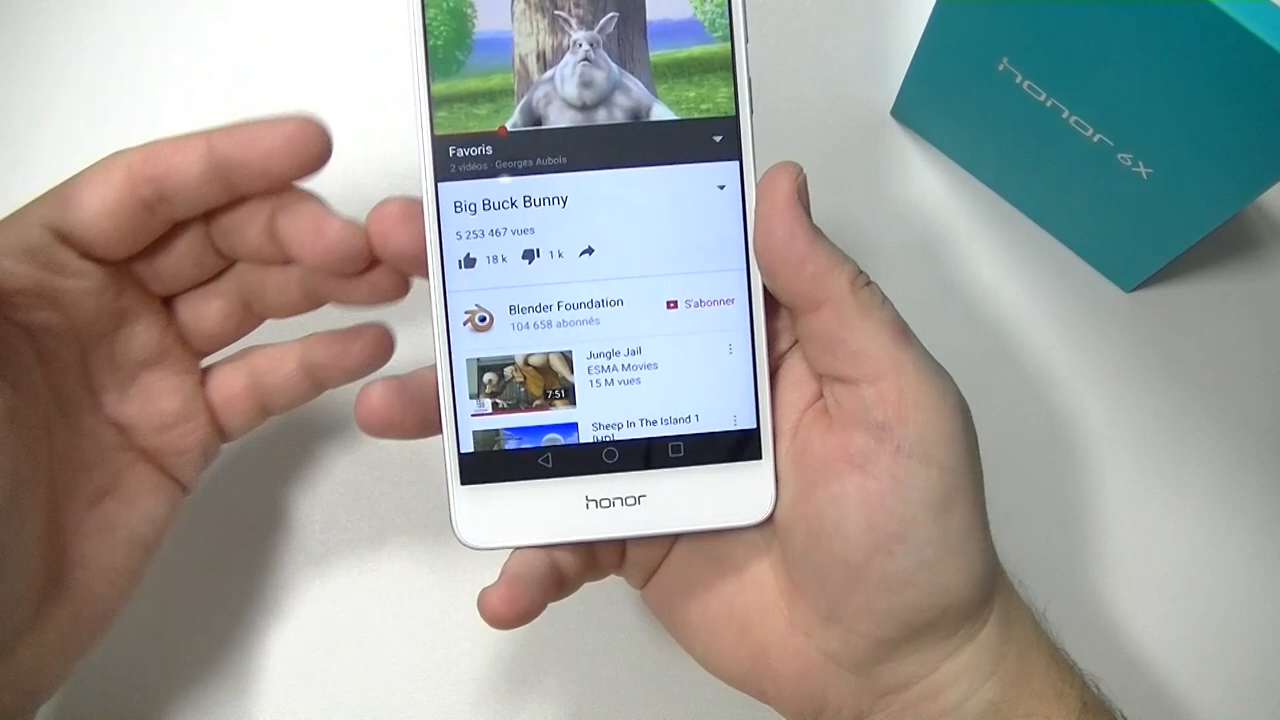 Favoris
2 vidéos · Georges Aubois
Big Buck Bunny
5 253 467 vues
18 k 1 k
Blender Foundation
104 658 abonnés
S'abonner
Jungle Jail
ESMA Movies
15 M vues
7:51
Sheep In The Island 1
[HD]
honor
honor 6X